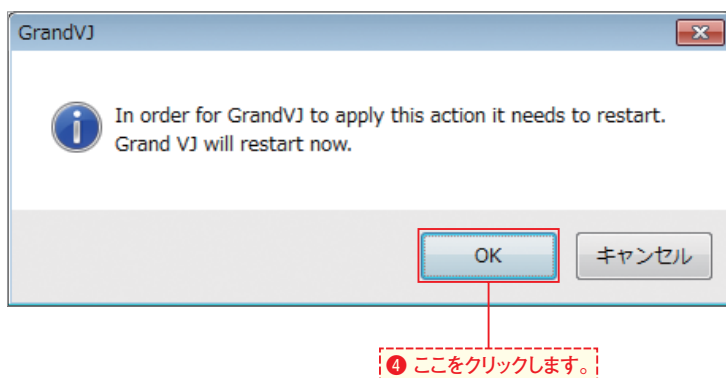 GrandVJ
In order for GrandVJ to apply this action it needs to restart.
Grand VJ will restart now.
OK
キャンセル
❹ ここをクリックします。